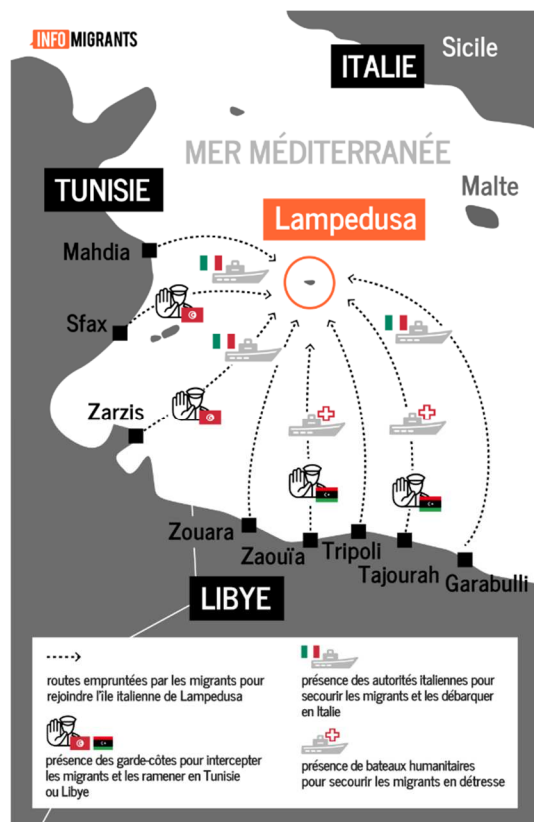 INFO MIGRANTS
Sicile
ITALIE
MER MÉDITERRANÉE
TUNISIE
Malte
Lampedusa
Mahdia
Sfax
Zarzis
Zouara
Zaouïa
Tripoli
Tajourah
Garabulli
LIBYE
routes empruntées par les migrants pour
rejoindre l'île italienne de Lampedusa
présence des garde-côtes pour intercepter
les migrants et les ramener en Tunisie
ou Libye
présence des autorités italiennes pour
secourir les migrants et les débarquer
en Italie
présence de bateaux humanitaires
pour secourir les migrants en détresse